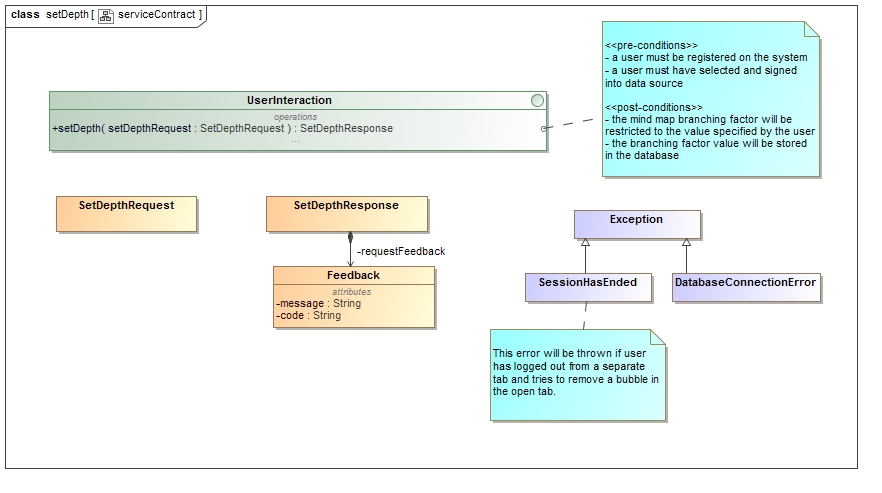 class setDepth [ serviceContract ]
<<pre-conditions>>
- a user must be registered on the system
- a user must have selected and signed
into data source
<<post-conditions>>
- the mind map branching factor will be
restricted to the value specified by the user
- the branching factor value will be stored
in the database
UserInteraction
operations
+setDepth( setDepthRequest : SetDepthRequest ) : SetDepthResponse
...
SetDepthRequest
SetDepthResponse
-requestFeedback
Feedback
attributes
-message : String
-code : String
Exception
SessionHasEnded
DatabaseConnectionError
This error will be thrown if user
has logged out from a separate
tab and tries to remove a bubble in
the open tab.